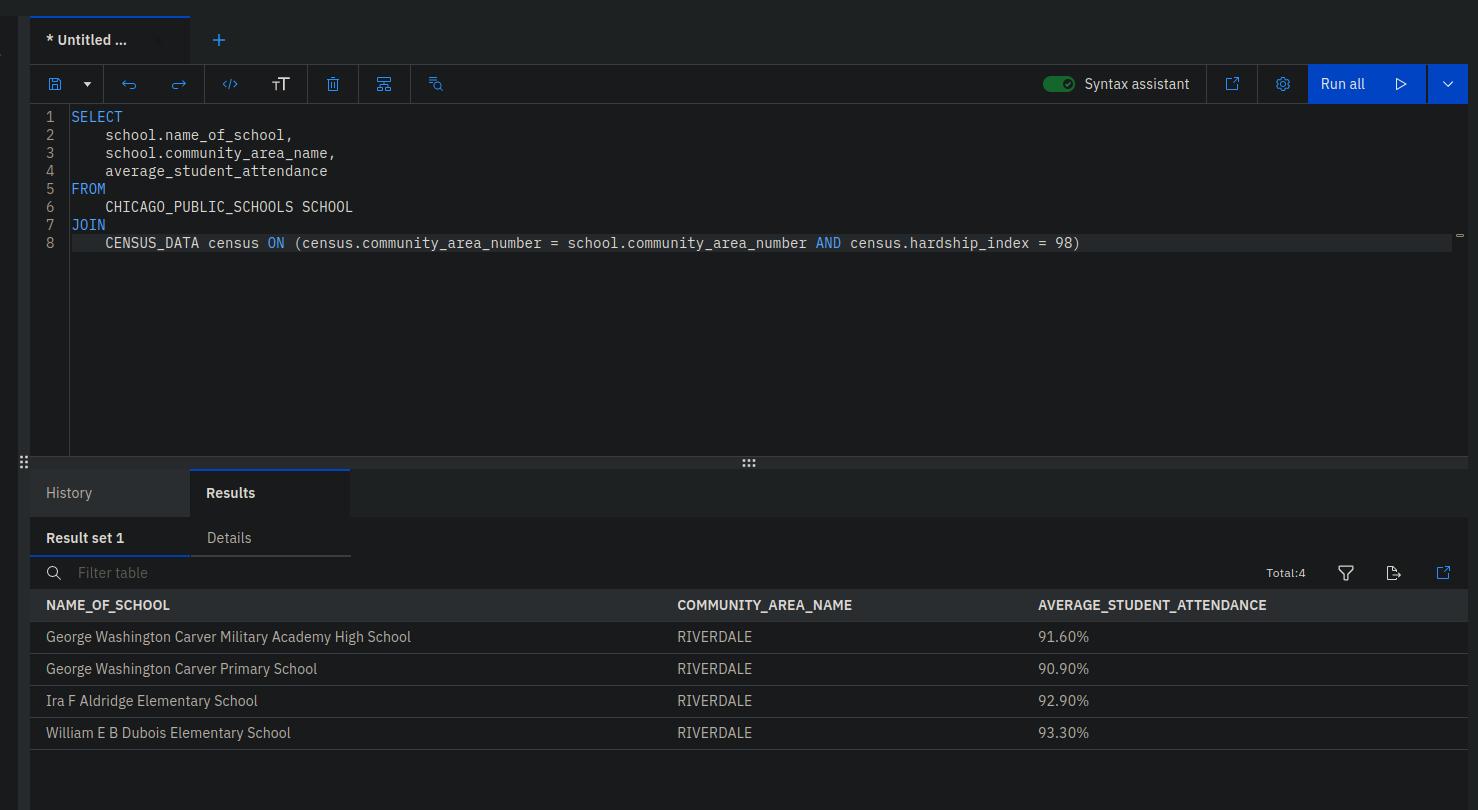 * Untitled ...
+
Syntax assistant
Run all
1 SELECT
2     school.name_of_school,
3     school.community_area_name,
4     average_student_attendance
5 FROM
6     CHICAGO_PUBLIC_SCHOOLS SCHOOL
7 JOIN
8     CENSUS_DATA census ON (census.community_area_number = school.community_area_number AND census.hardship_index = 98)
History Results
Result set 1 Details
Filter table Total:4
NAME_OF_SCHOOL COMMUNITY_AREA_NAME AVERAGE_STUDENT_ATTENDANCE
George Washington Carver Military Academy High School RIVERDALE 91.60%
George Washington Carver Primary School RIVERDALE 90.90%
Ira F Aldridge Elementary School RIVERDALE 92.90%
William E B Dubois Elementary School RIVERDALE 93.30%